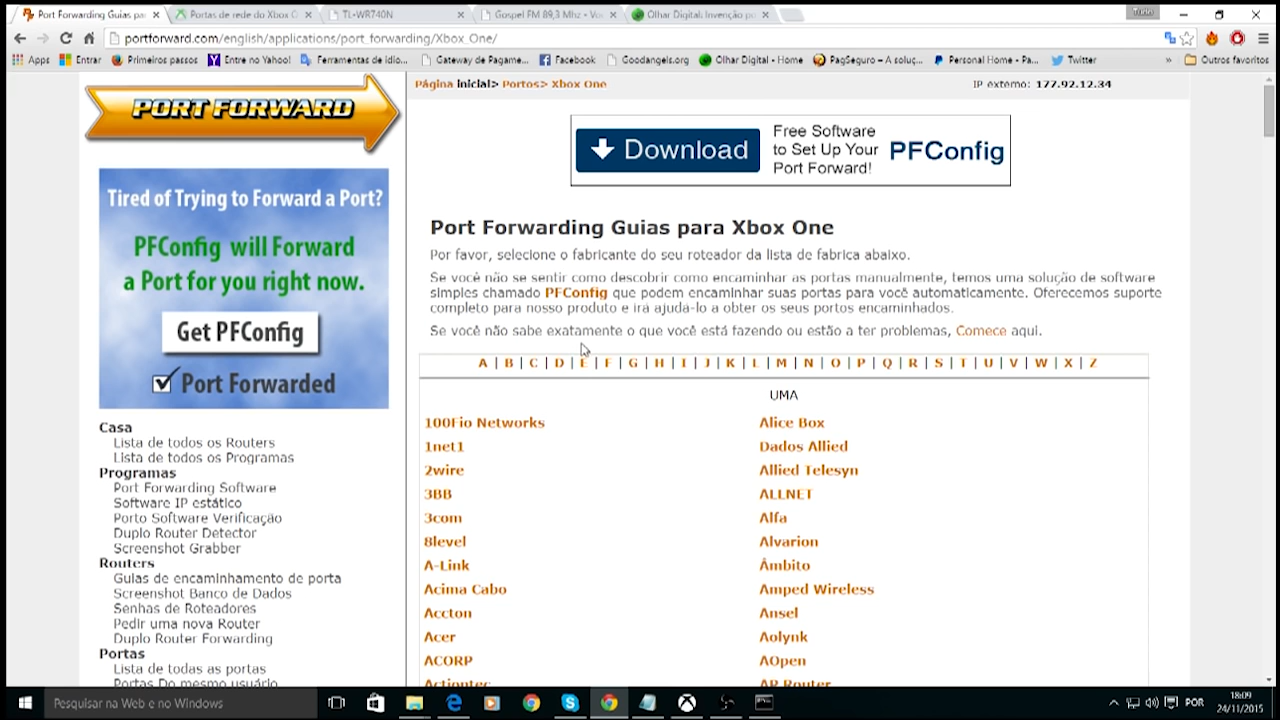 Port Forwarding Guias par
Portas de rede do Xbox O
TL-WR740N
Gospel FM 89,3 Mhz - Vo
Olhar Digital: Invenção p
portforward.com/english/applications/port_forwarding/Xbox One/
Apps
Entrar
Primeiros passos
Entre no Yahoo!
Ferramentas de idio...
Gateway de Pagame...
Facebook
Goodangels.org
Olhar Digital - Home
PagSeguro – A soluç...
Personal Home - Pa...
Twitter
»
Outros favoritos
PORT FORWARD
Página inicial> Portos> Xbox One
IP externo: 177.92.12.34
Download
Free Software
to Set Up Your
Port Forward!
PFConfig
Tired of Trying to Forward a Port?
PFConfig will Forward
a Port for you right now.
Get PFConfig
Port Forwarded
Port Forwarding Guias para Xbox One
Por favor, selecione o fabricante do seu roteador da lista de fabrica abaixo.
Se você não se sentir como descobrir como encaminhar as portas manualmente, temos uma solução de software
simples chamado PFConfig que podem encaminhar suas portas para você automaticamente. Oferecemos suporte
completo para nosso produto e irá ajudá-lo a obter os seus portos encaminhados.
Se você não sabe exatamente o que você está fazendo ou estão a ter problemas, Comece aqui.
A | B | C | D | E | F | G | H | I | J | K | L | M | N | O | P | Q | R | S | T | U | V | W | X | Z
UMA
100Fio Networks
Alice Box
1net1
Dados Allied
2wire
Allied Telesyn
3BB
ALLNET
3com
Alfa
8level
Alvarion
A-Link
Âmbito
Acima Cabo
Amped Wireless
Accton
Ansel
Acer
Aolynk
ACORP
AOpen
Actiontec
AP Router
Casa
Lista de todos os Routers
Lista de todos os Programas
Programas
Port Forwarding Software
Software IP estático
Porto Software Verificação
Duplo Router Detector
Screenshot Grabber
Routers
Guias de encaminhamento de porta
Screenshot Banco de Dados
Senhas de Roteadores
Pedir uma nova Router
Duplo Router Forwarding
Portas
Lista de todas as portas
Portas Do mesmo usuário
Pesquisar na Web e no Windows
POR
18:09
24/11/2015